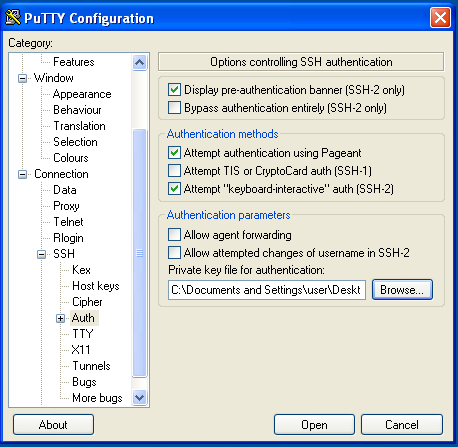 PuTTY Configuration
Category:
Features
Window
Appearance
Behaviour
Translation
Selection
Colours
Connection
Data
Proxy
Telnet
Rlogin
SSH
Kex
Host keys
Cipher
Auth
TTY
X11
Tunnels
Bugs
More bugs
Options controlling SSH authentication
Display pre-authentication banner (SSH-2 only)
Bypass authentication entirely (SSH-2 only)
Authentication methods
Attempt authentication using Pageant
Attempt TIS or CryptoCard auth (SSH-1)
Attempt "keyboard-interactive" auth (SSH-2)
Authentication parameters
Allow agent forwarding
Allow attempted changes of username in SSH-2
Private key file for authentication:
C:\Documents and Settings\user\Deskt
Browse...
About
Open
Cancel